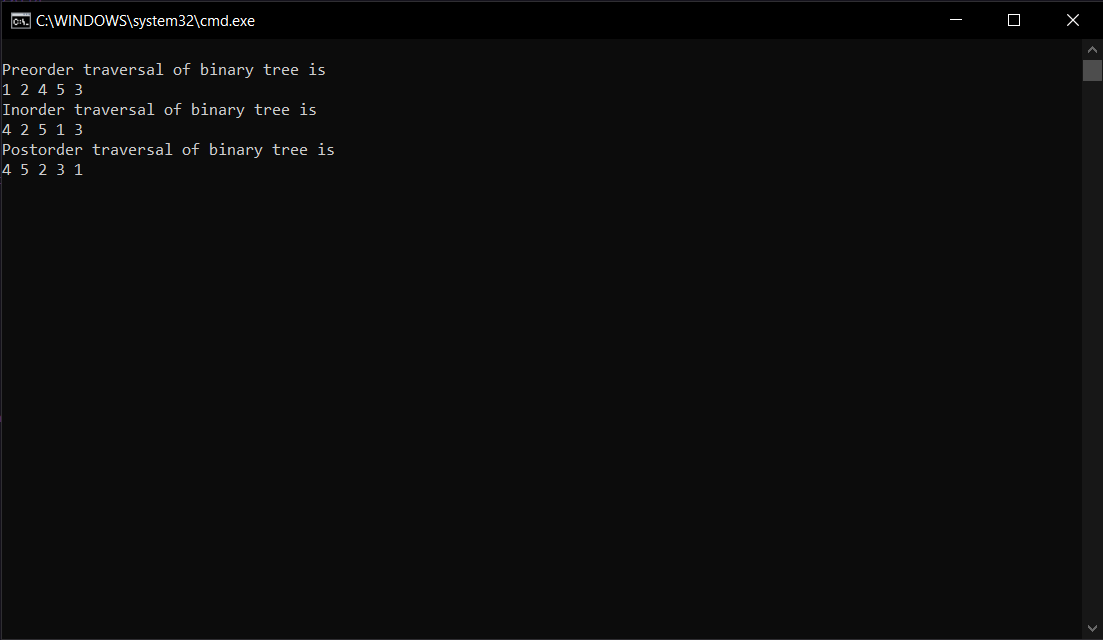 C:\WINDOWS\system32\cmd.exe
Preorder traversal of binary tree is
1 2 4 5 3
Inorder traversal of binary tree is
4 2 5 1 3
Postorder traversal of binary tree is
4 5 2 3 1